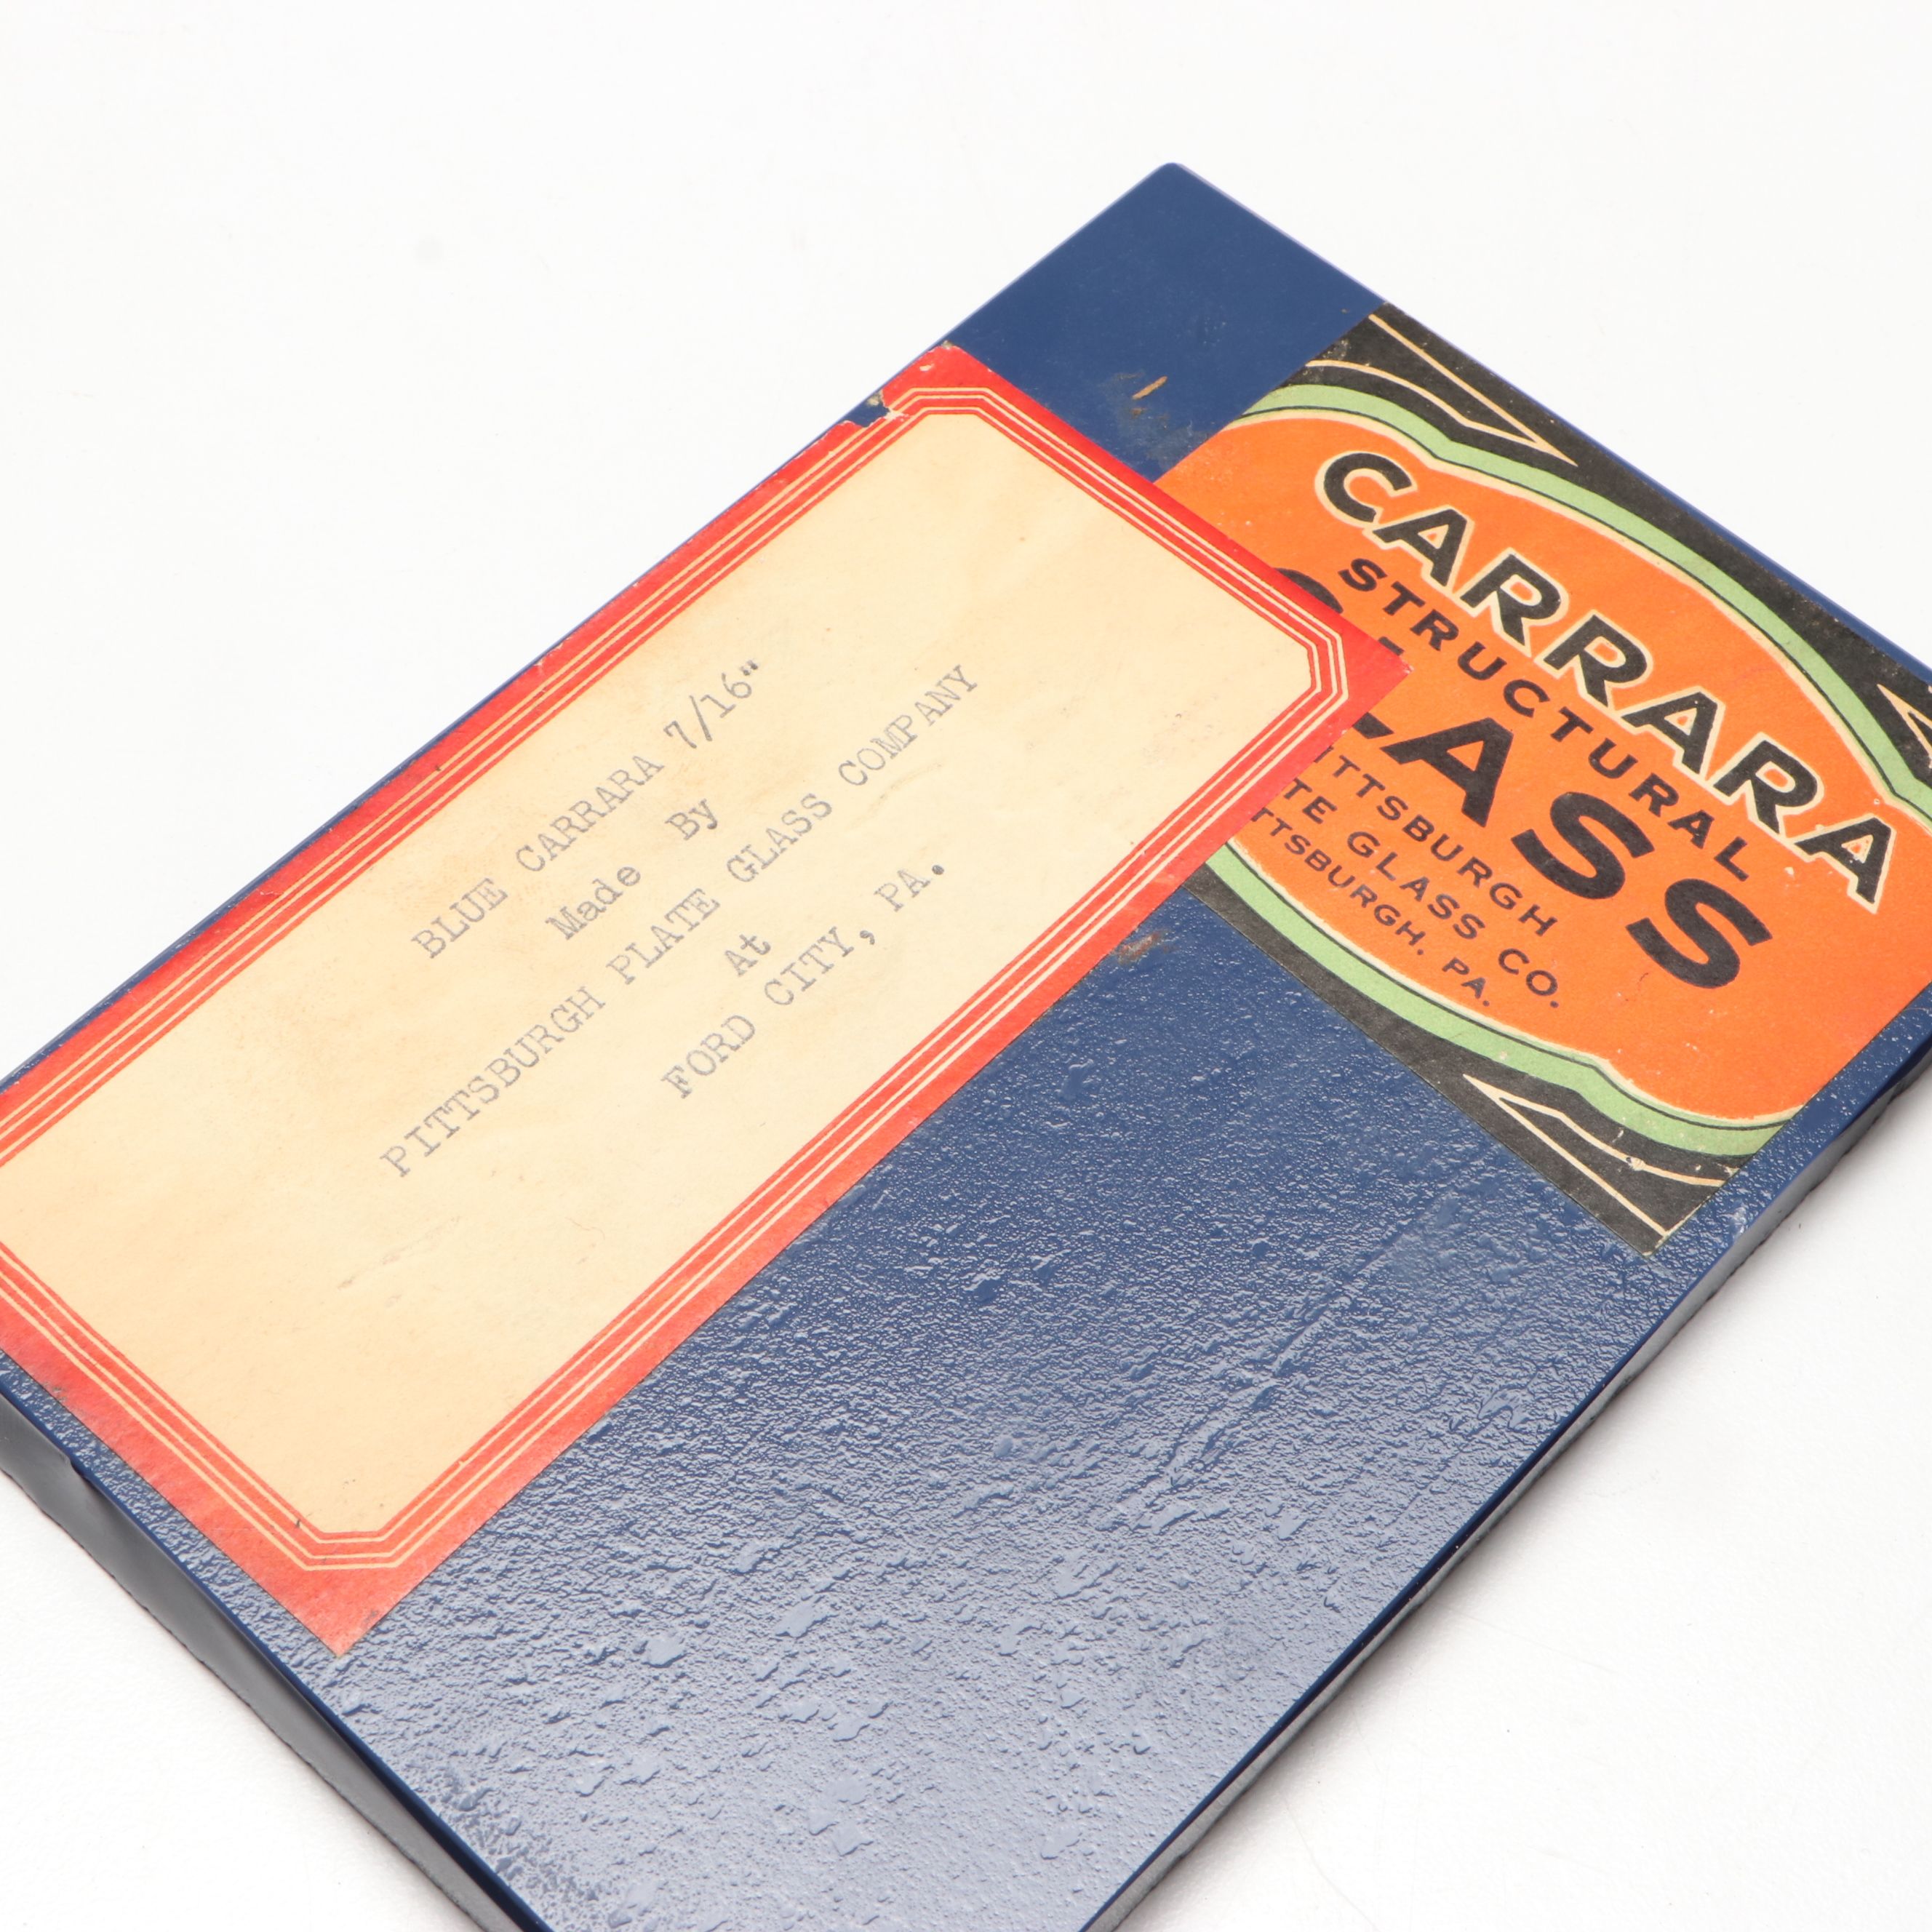 BLUE CARRARA 7/16"
Made By
PITTSBURGH PLATE GLASS COMPANY
At
FORD CITY, PA.
CARRARA
STRUCTURAL
GLASS
PITTSBURGH
PLATE GLASS CO.
PITTSBURGH, PA.